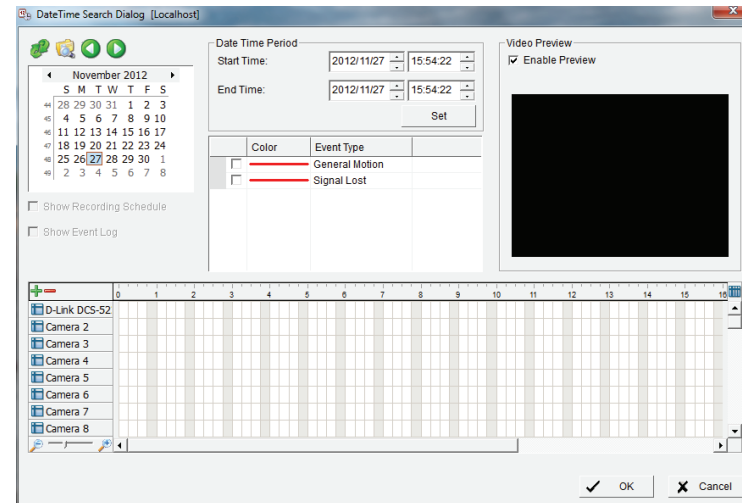 DateTime Search Dialog [Localhost]
November 2012
S M T W T F S
44 28 29 30 31 1 2 3
45 4 5 6 7 8 9 10
46 11 12 13 14 15 16 17
47 18 19 20 21 22 23 24
48 25 26 27 28 29 30 1
49 2 3 4 5 6 7 8
Show Recording Schedule
Show Event Log
Date Time Period
Start Time: 2012/11/27 15:54:22
End Time: 2012/11/27 15:54:22
Set
Color Event Type
General Motion
Signal Lost
Video Preview
Enable Preview
0 1 2 3 4 5 6 7 8 9 10 11 12 13 14 15 16
D-Link DCS-52
Camera 2
Camera 3
Camera 4
Camera 5
Camera 6
Camera 7
Camera 8
OK Cancel